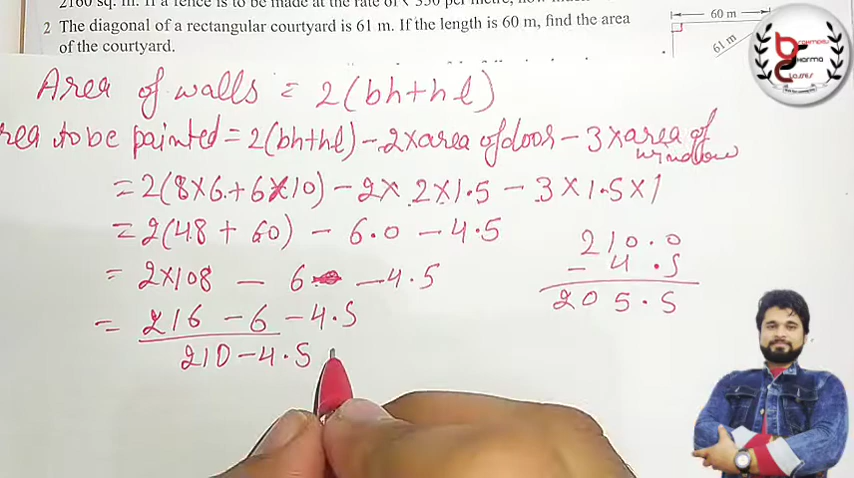 2160 sq. m. If a fence is to be made at the rate of ₹ 350 per metre, how much
2 The diagonal of a rectangular courtyard is 61 m. If the length is 60 m, find the area
of the courtyard.
60 m
61 m
Area of walls = 2(bh+hl)
rea to be painted = 2(bh+hl) - 2×area of door - 3×area of
window
= 2(8×6+6×10) - 2×2×1.5 - 3×1.5×1
= 2(48 + 60) - 6.0 - 4.5
= 2×108 - 6 - 4.5
= 216 - 6 - 4.5
210 - 4.5
210.0
- 4.5
205.5